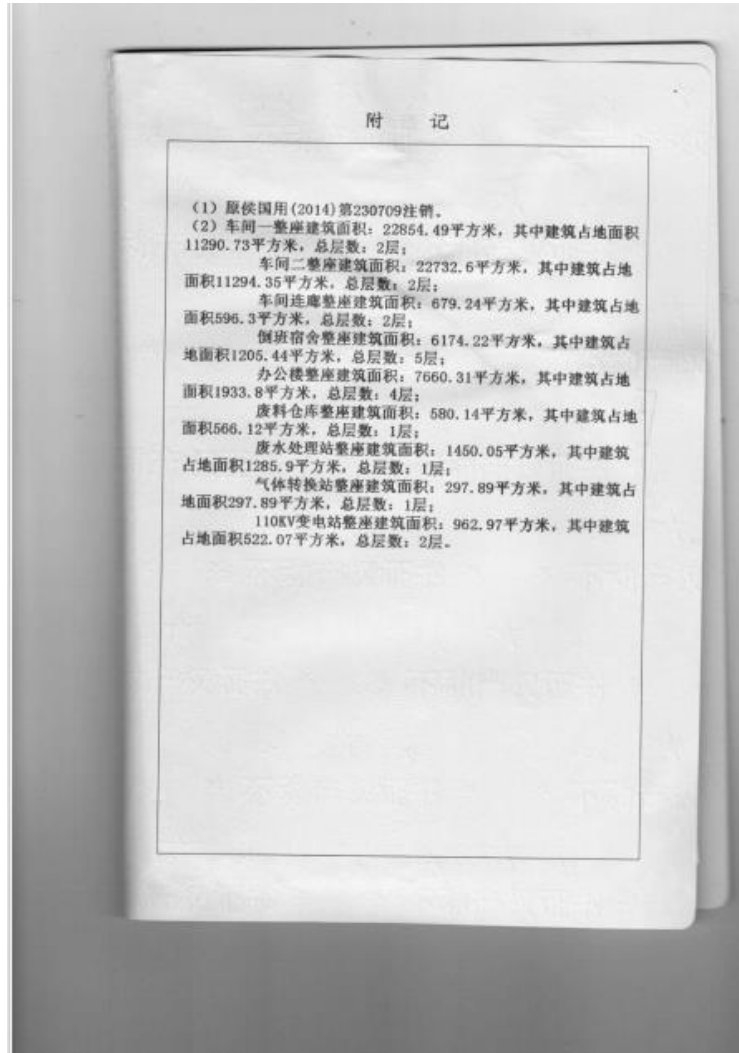 附 记
(1) 原侯国用(2014)第230709注销。
(2) 车间一整座建筑面积：22854.49平方米，其中建筑占地面积
11290.73平方米，总层数：2层；
车间二整座建筑面积：22732.6平方米，其中建筑占地
面积11294.35平方米，总层数：2层；
车间连廊整座建筑面积：679.24平方米，其中建筑占地
面积596.3平方米，总层数：2层；
倒班宿舍整座建筑面积：6174.22平方米，其中建筑占
地面积1205.44平方米，总层数：5层；
办公楼整座建筑面积：7660.31平方米，其中建筑占地
面积1933.8平方米，总层数：4层；
废料仓库整座建筑面积：580.14平方米，其中建筑占地
面积566.12平方米，总层数：1层；
废水处理站整座建筑面积：1450.05平方米，其中建筑
占地面积1285.9平方米，总层数：1层；
气体转换站整座建筑面积：297.89平方米，其中建筑占
地面积297.89平方米，总层数：1层；
110KV变电站整座建筑面积：962.97平方米，其中建筑
占地面积522.07平方米，总层数：2层。